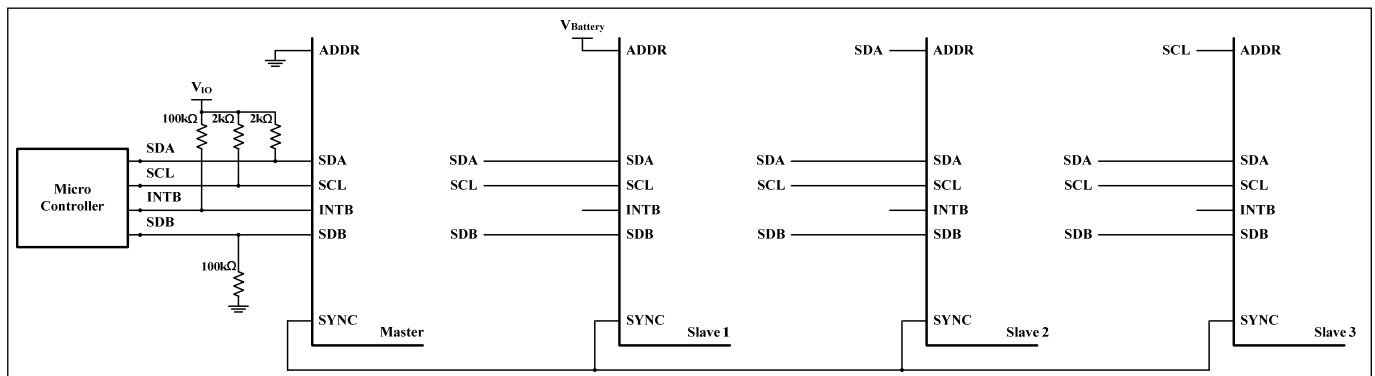 V_Battery
ADDR
ADDR
SDA
ADDR
SCL
ADDR
V_IO
100kΩ
2kΩ
2kΩ
SDA
SDA
SDA
SDA
SDA
SDA
SDA
SDA
Micro
Controller
SCL
SCL
SCL
SCL
SCL
SCL
SCL
SCL
INTB
INTB
INTB
INTB
INTB
SDB
SDB
SDB
SDB
SDB
SDB
SDB
SDB
100kΩ
SYNC
SYNC
SYNC
SYNC
Master
Slave 1
Slave 2
Slave 3